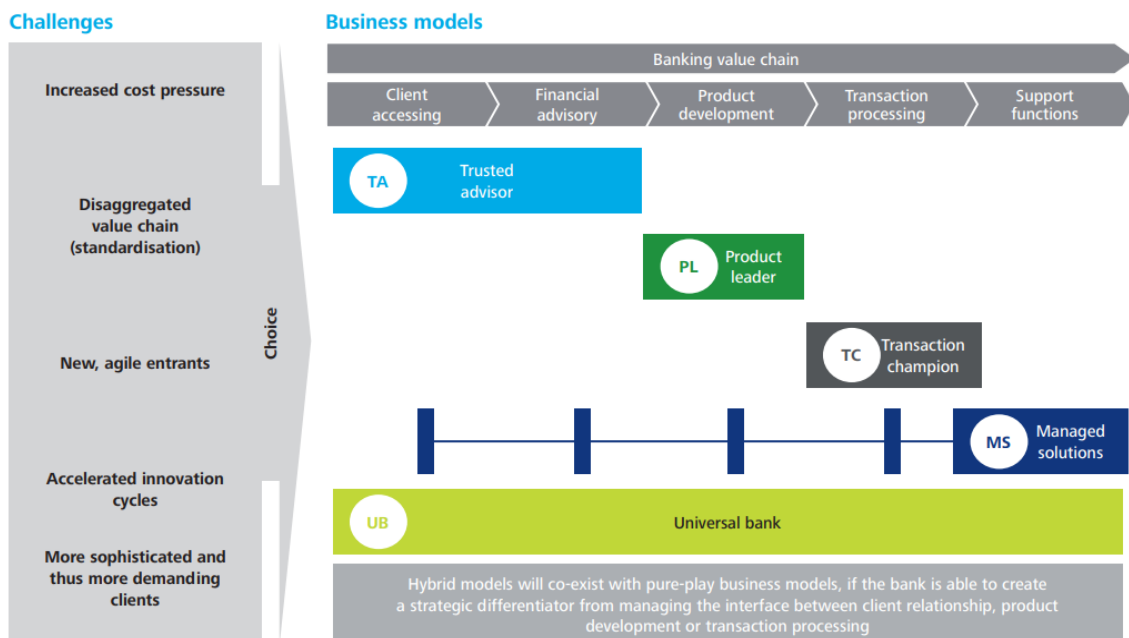 Challenges
Increased cost pressure
Disaggregated
value chain
(standardisation)
New, agile entrants
Accelerated innovation
cycles
More sophisticated and
thus more demanding
clients
Choice
Business models
Banking value chain
Client
accessing
Financial
advisory
Product
development
Transaction
processing
Support
functions
TA
Trusted
advisor
PL
Product
leader
TC
Transaction
champion
MS
Managed
solutions
UB
Universal bank
Hybrid models will co-exist with pure-play business models, if the bank is able to create
a strategic differentiator from managing the interface between client relationship, product
development or transaction processing